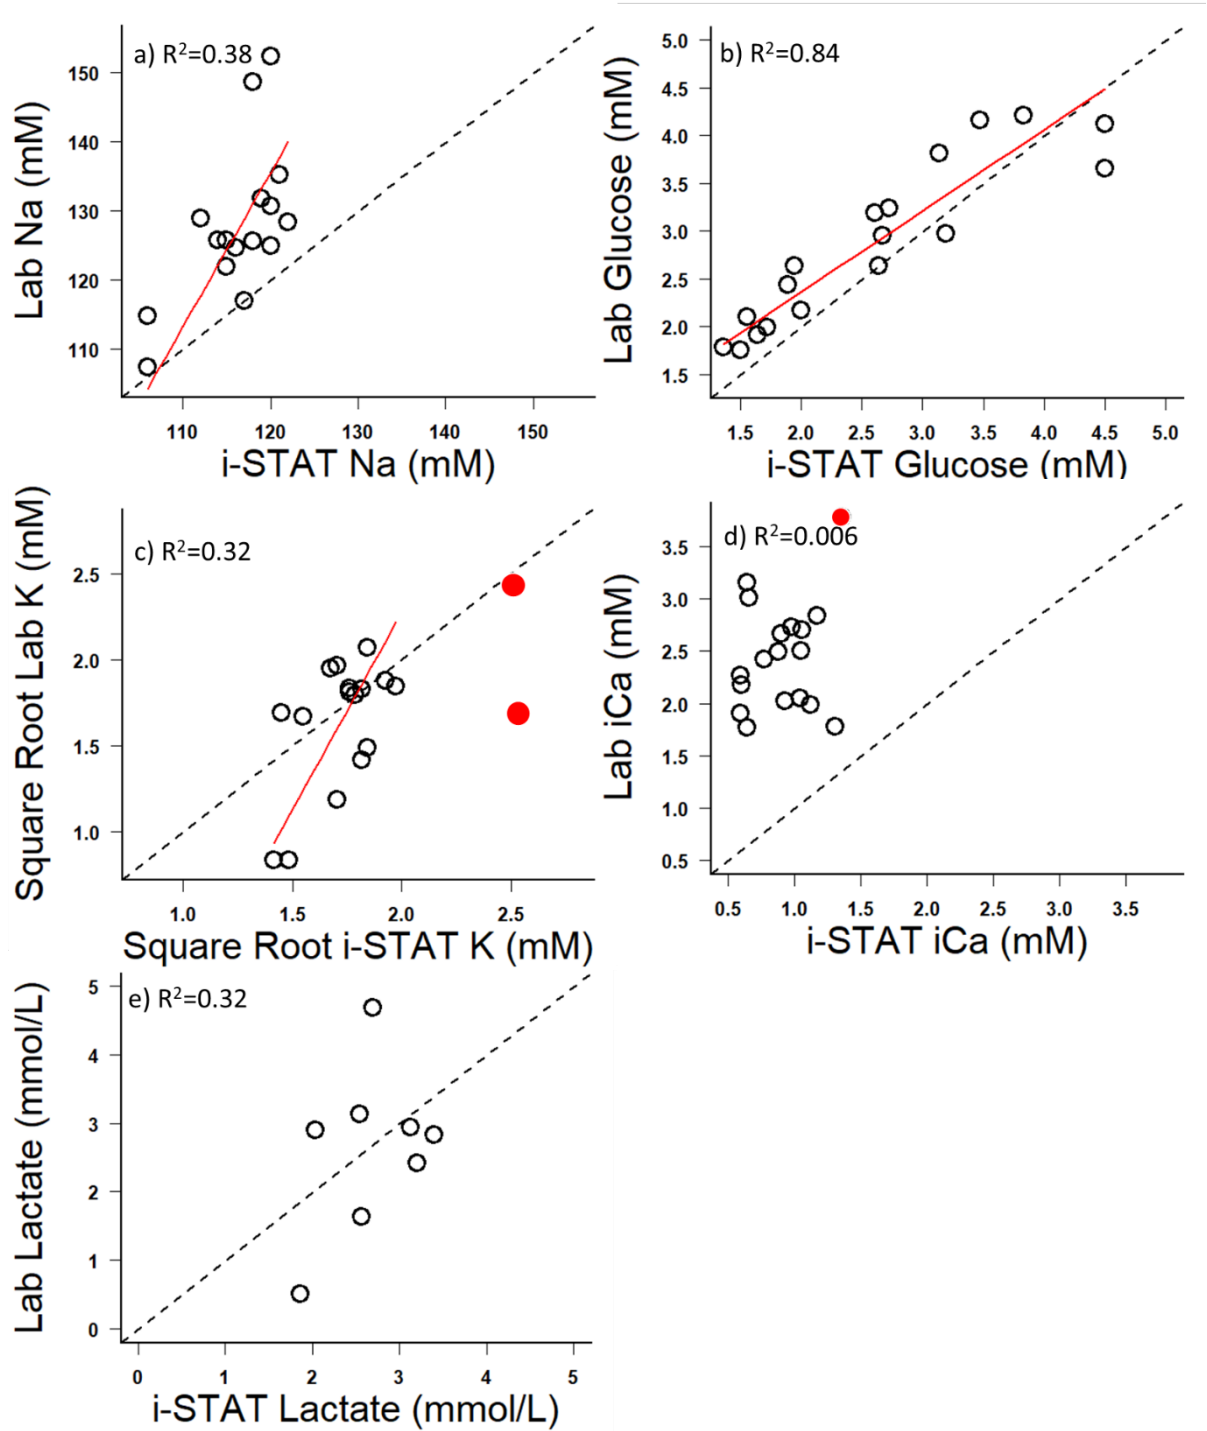 a) R²=0.38
150
140
130
120
110
Lab Na (mM)
110 120 130 140 150
i-STAT Na (mM)
b) R²=0.84
5.0
4.5
4.0
3.5
3.0
2.5
2.0
1.5
Lab Glucose (mM)
1.5 2.0 2.5 3.0 3.5 4.0 4.5 5.0
i-STAT Glucose (mM)
c) R²=0.32
2.5
2.0
1.5
1.0
Square Root Lab K (mM)
1.0 1.5 2.0 2.5
Square Root i-STAT K (mM)
d) R²=0.006
3.5
3.0
2.5
2.0
1.5
1.0
0.5
Lab iCa (mM)
0.5 1.0 1.5 2.0 2.5 3.0 3.5
i-STAT iCa (mM)
e) R²=0.32
5
4
3
2
1
0
Lab Lactate (mmol/L)
0 1 2 3 4 5
i-STAT Lactate (mmol/L)